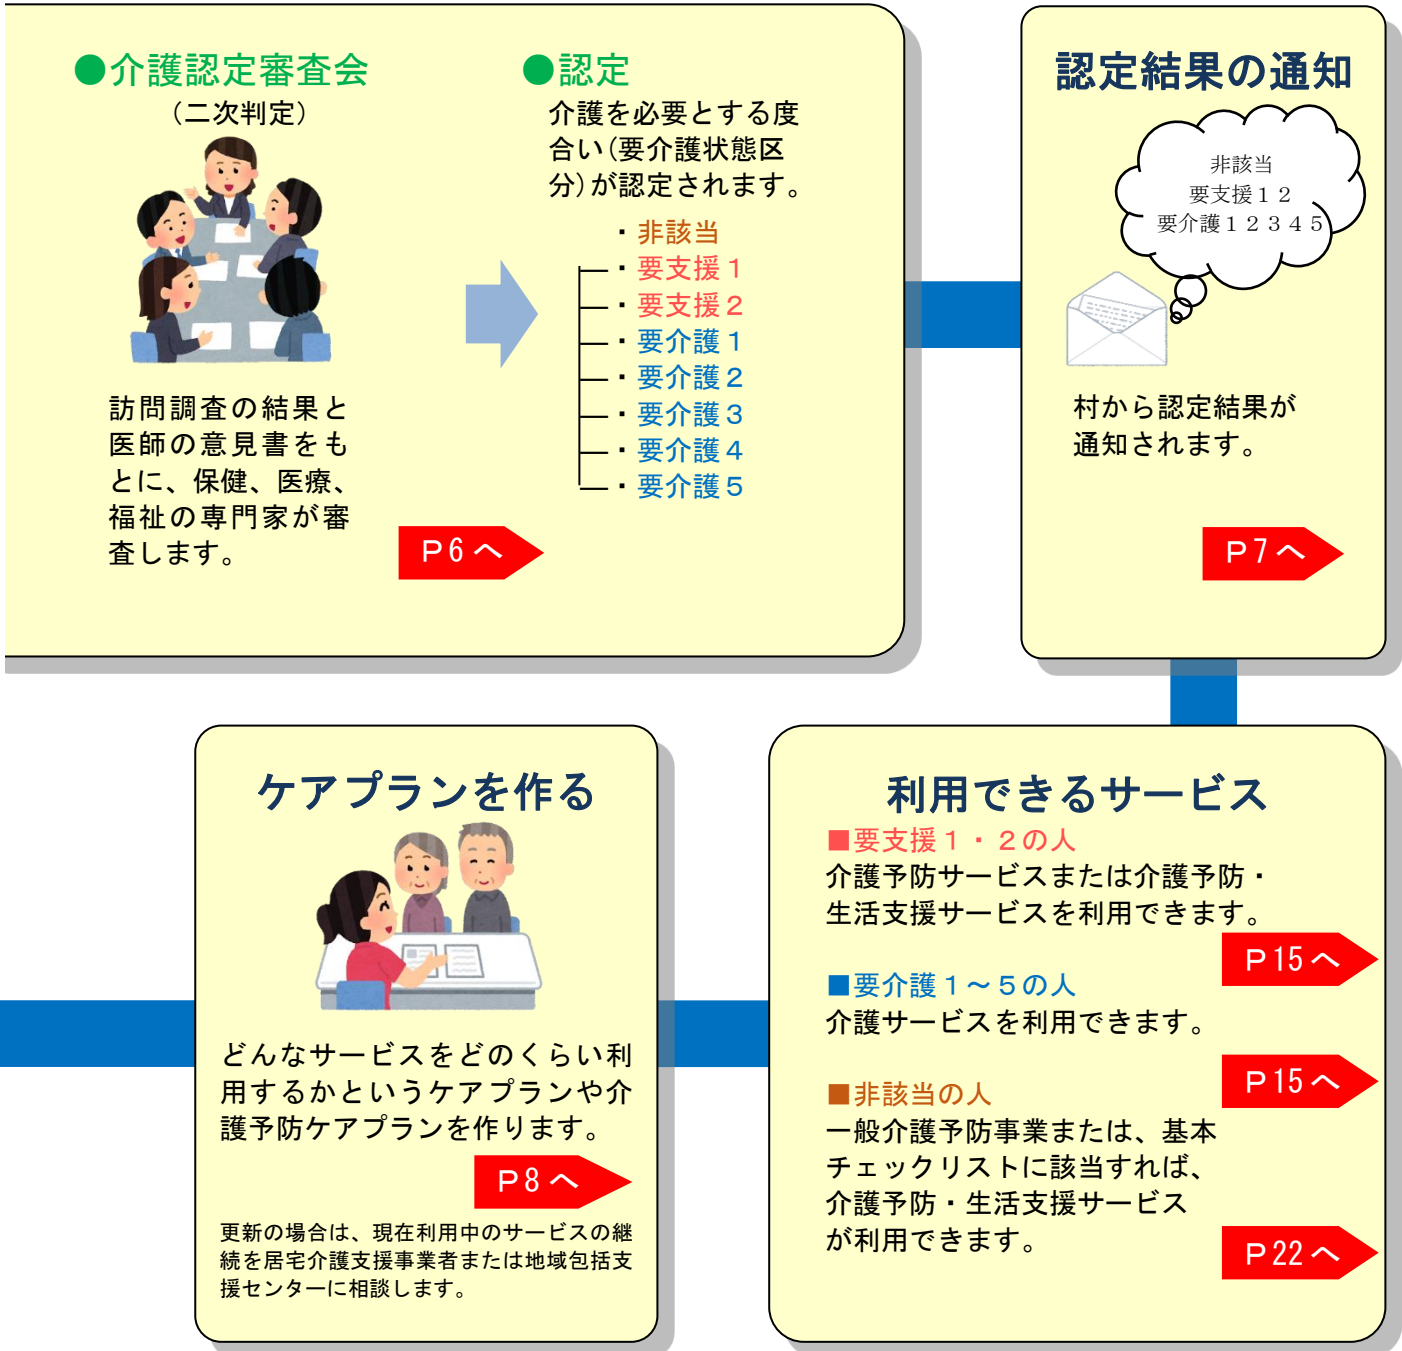 ●介護認定審査会
（二次判定）
訪問調査の結果と
医師の意見書をも
とに、保健、医療、
福祉の専門家が審
査します。
Ｐ６へ
●認定
介護を必要とする度
合い（要介護状態区
分）が認定されます。
・非該当
・要支援１
・要支援２
・要介護１
・要介護２
・要介護３
・要介護４
・要介護５
認定結果の通知
非該当
要支援１２
要介護１２３４５
村から認定結果が
通知されます。
Ｐ７へ
利用できるサービス
■要支援１・２の人
介護予防サービスまたは介護予防・
生活支援サービスを利用できます。
Ｐ15へ
■要介護１～５の人
介護サービスを利用できます。
Ｐ15へ
■非該当の人
一般介護予防事業または、基本
チェックリストに該当すれば、
介護予防・生活支援サービス
が利用できます。
Ｐ22へ
ケアプランを作る
どんなサービスをどのくらい利
用するかというケアプランや介
護予防ケアプランを作ります。
Ｐ８へ
更新の場合は、現在利用中のサービスの継
続を居宅介護支援事業者または地域包括支
援センターに相談します。